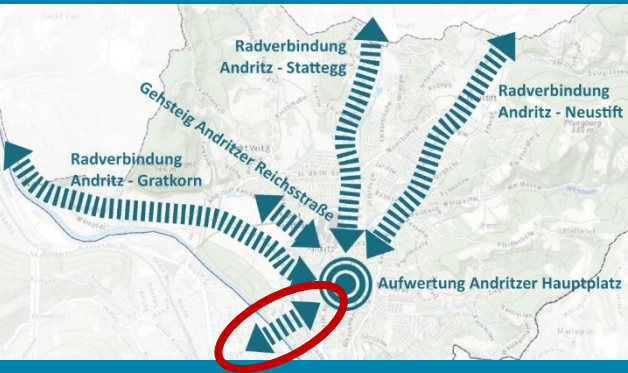 Radverbindung
Andritz - Stattegg
Radverbindung
Andritz - Neustift
Gehsteig Andritzer Reichsstraße
Radverbindung
Andritz - Gratkorn
Aufwertung Andritzer Hauptplatz